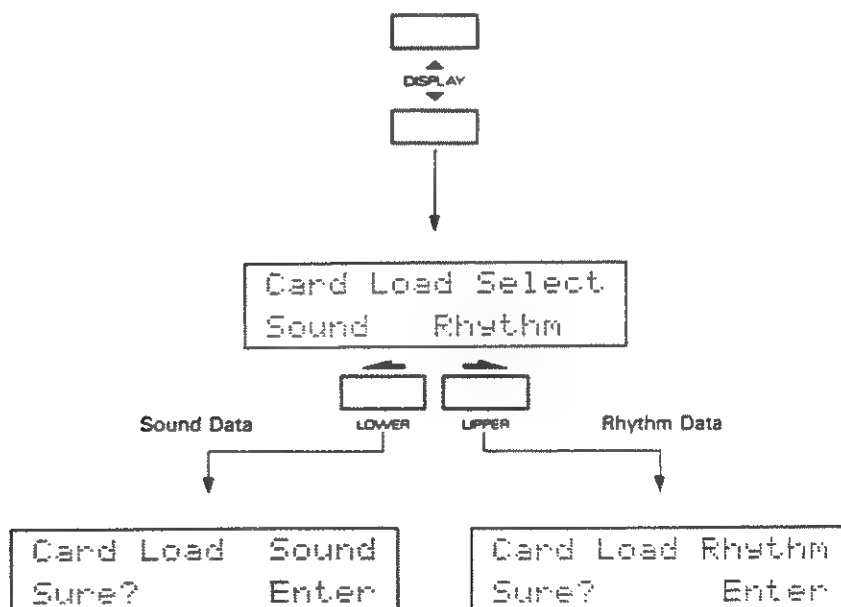 DISPLAY
Card Load Select
Sound Rhythm
Sound Data LOWER UPPER Rhythm Data
Card Load Sound
Sure? Enter
Card Load Rhythm
Sure? Enter